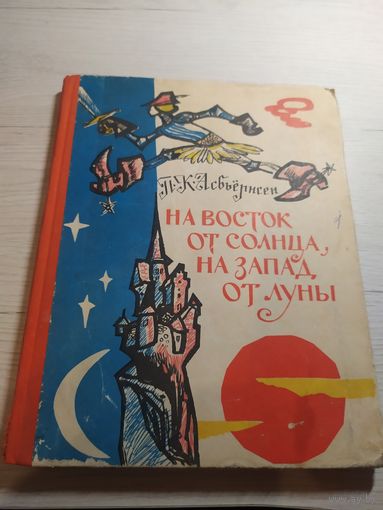 П.К. Асбьёрнсен
НА ВОСТОК
ОТ СОЛНЦА,
НА ЗАПАД
ОТ ЛУНЫ